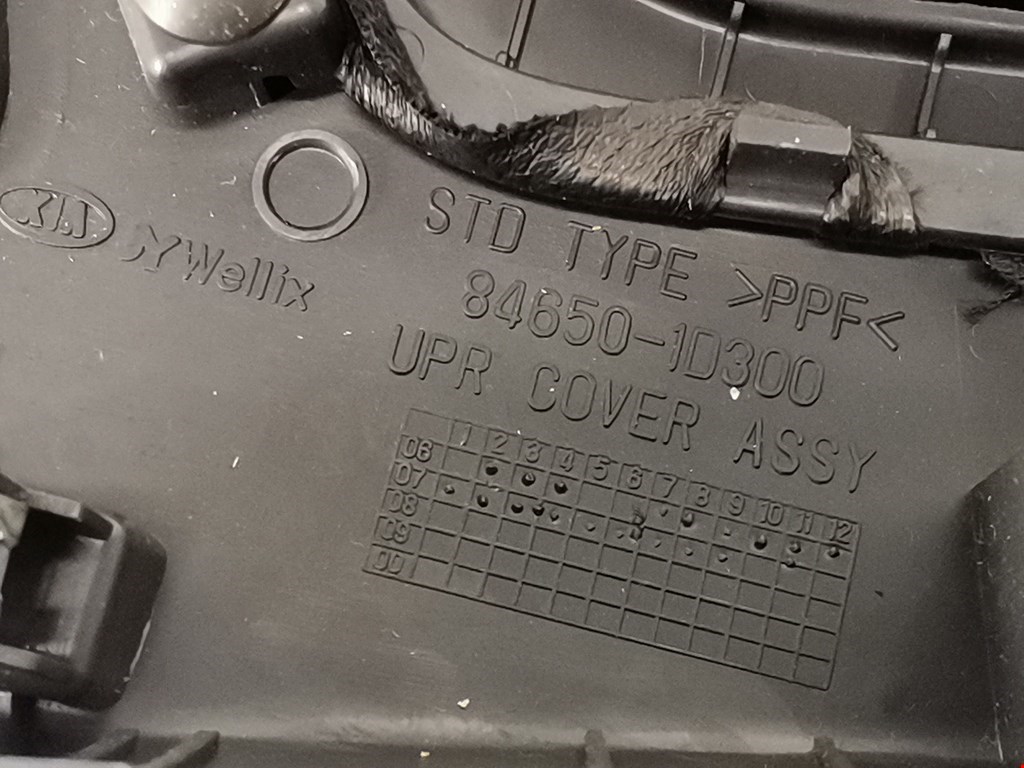 KIA
SYWellix
STD TYPE >PPF<
84650-1D300
UPR COVER ASSY
1 2 3 4 5 6 7 8 9 10 11 12
06
07
08
09
00